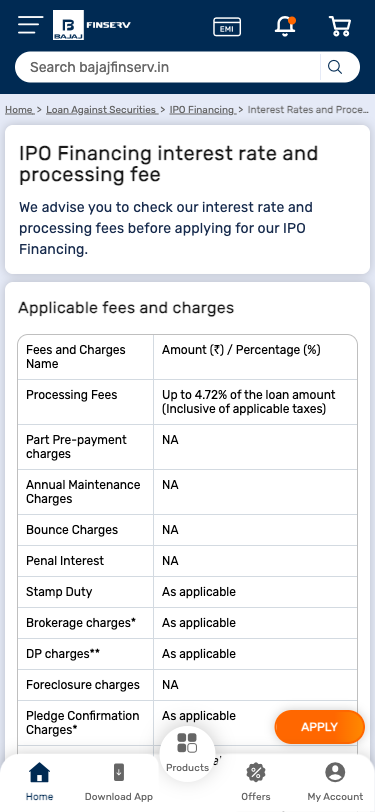 B
BAJAJ
FINSERV
EMI
Search bajajfinserv.in
Home > Loan Against Securities > IPO Financing > Interest Rates and Proce...
IPO Financing interest rate and
processing fee
We advise you to check our interest rate and
processing fees before applying for our IPO
Financing.
Applicable fees and charges
Fees and Charges
Name
Amount (₹) / Percentage (%)
Processing Fees
Up to 4.72% of the loan amount
(Inclusive of applicable taxes)
Part Pre-payment
charges
NA
Annual Maintenance
Charges
NA
Bounce Charges
NA
Penal Interest
NA
Stamp Duty
As applicable
Brokerage charges*
As applicable
DP charges**
As applicable
Foreclosure charges
NA
Pledge Confirmation
Charges*
As applicable
APPLY
Home
Download App
Products
Offers
My Account